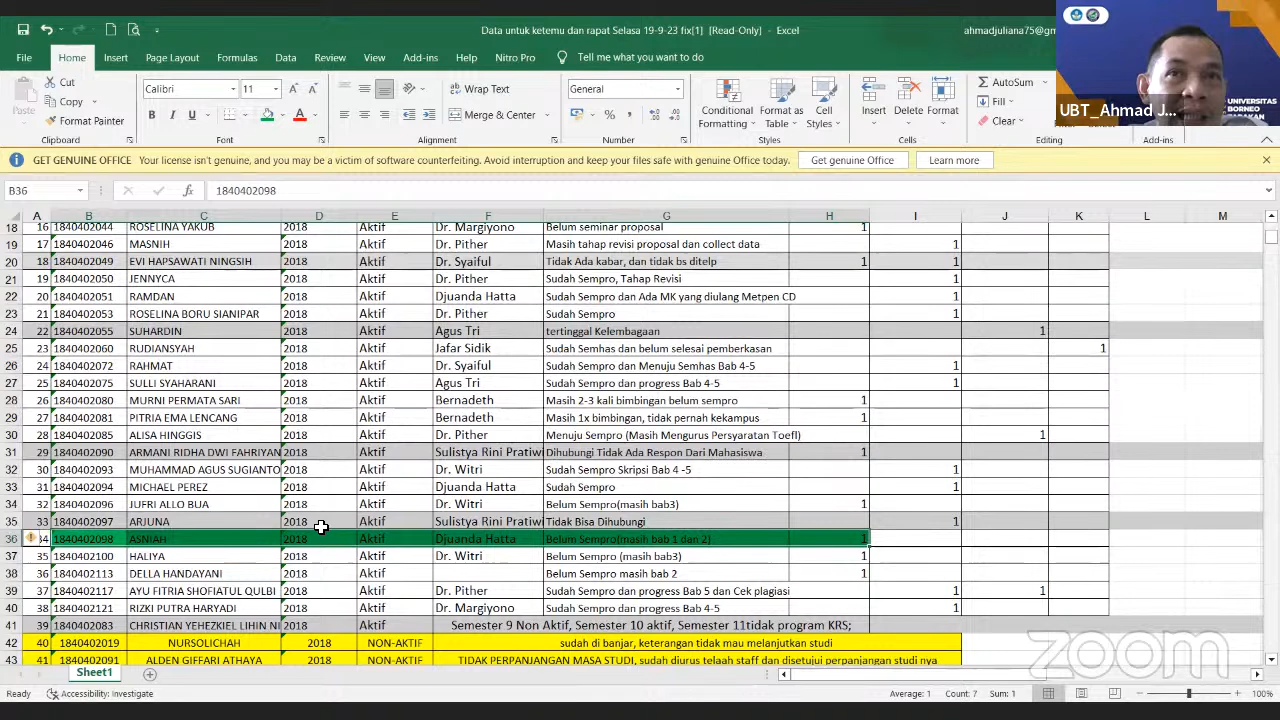 Data untuk ketemu dan rapat Selasa 19-9-23 fix[1] [Read-Only] - Excel
ahmadjuliana75@gm
File Home Insert Page Layout Formulas Data Review View Add-ins Help Nitro Pro Tell me what you want to do
Cut
Copy
Format Painter
Paste
Clipboard
Calibri 11
B I U
Font
Wrap Text
Merge & Center
Alignment
General
Number
Conditional Formatting
Format as Table
Cell Styles
Styles
Insert Delete Format
Cells
AutoSum
Fill
Clear
Editing
Add-ins
UBT_Ahmad J...
UNIVERSITAS
BORNEO
TARAKAN
GET GENUINE OFFICE Your license isn't genuine, and you may be a victim of software counterfeiting. Avoid interruption and keep your files safe with genuine Office today. Get genuine Office Learn more
B36 fx 1840402098
A B C D E F G H I J K L M
18 16 1840402044 ROSELINA YAKUB 2018 Aktif Dr. Margiyono Belum seminar proposal 1
19 17 1840402046 MASNIH 2018 Aktif Dr. Pither Masih tahap revisi proposal dan collect data 1
20 18 1840402049 EVI HAPSAWATI NINGSIH 2018 Aktif Dr. Syaiful Tidak Ada kabar, dan tidak bs ditelp 1 1
21 19 1840402050 JENNYCA 2018 Aktif Dr. Pither Sudah Sempro, Tahap Revisi 1
22 20 1840402051 RAMDAN 2018 Aktif Djuanda Hatta Sudah Sempro dan Ada MK yang diulang Metpen CD 1
23 21 1840402053 ROSELINA BORU SIANIPAR 2018 Aktif Dr. Pither Sudah Sempro 1
24 22 1840402055 SUHARDIN 2018 Aktif Agus Tri tertinggal Kelembagaan 1
25 23 1840402060 RUDIANSYAH 2018 Aktif Jafar Sidik Sudah Semhas dan belum selesai pemberkasan 1
26 24 1840402072 RAHMAT 2018 Aktif Dr. Syaiful Sudah Sempro dan Menuju Semhas Bab 4-5 1
27 25 1840402077 SULLI SYAHARANI 2018 Aktif Agus Tri Sudah Sempro dan progress Bab 4-5 1
28 26 1840402080 MURNI PERMATA SARI 2018 Aktif Bernadeth Masih 2-3 kali bimbingan belum sempro 1
29 27 1840402081 PITRIA EMA LENCANG 2018 Aktif Bernadeth Masih 1x bimbingan, tidak pernah kekampus 1
30 28 1840402085 ALISA HINGGIS 2018 Aktif Dr. Pither Menuju Sempro (Masih Mengurus Persyaratan Toefl) 1
31 29 1840402090 ARMANI RIDHA DWI FAHRIYAN 2018 Aktif Sulistya Rini Pratiwi Dihubungi Tidak Ada Respon Dari Mahasiswa 1
32 30 1840402093 MUHAMMAD AGUS SUGIANTO 2018 Aktif Dr. Witri Sudah Sempro Skripsi Bab 4 -5 1
33 31 1840402094 MICHAEL PEREZ 2018 Aktif Djuanda Hatta Sudah Sempro 1
34 32 1840402096 JUFRI ALLO BUA 2018 Aktif Dr. Witri Belum Sempro(masih bab3) 1
35 33 1840402097 ARJUNA 2018 Aktif Sulistya Rini Pratiwi Tidak Bisa Dihubungi 1
36 34 1840402098 ASNIAH 2018 Aktif Djuanda Hatta Belum Sempro(masih bab 1 dan 2) 1
37 35 1840402100 HALIYA 2018 Aktif Dr. Witri Belum Sempro (masih bab3) 1
38 36 1840402113 DELLA HANDAYANI 2018 Aktif Belum Sempro masih bab 2 1
39 37 1840402117 AYU FITRIA SHOFIATUL QULBI 2018 Aktif Dr. Pither Sudah Sempro dan progress Bab 5 dan Cek plagiasi 1 1
40 38 1840402121 RIZKI PUTRA HARYADI 2018 Aktif Dr. Margiyono Sudah Sempro dan progress Bab 4-5 1
41 39 1840402083 CHRISTIAN YEHEZKIEL LIHIN NI 2018 Aktif Semester 9 Non Aktif, Semester 10 aktif, Semester 11tidak program KRS;
42 40 1840402019 NURSOLICHAH 2018 NON-AKTIF sudah di banjar, keterangan tidak mau melanjutkan studi
43 41 1840402091 ALDEN GIFFARI ATHAYA 2018 NON-AKTIF TIDAK PERPANJANGAN MASA STUDI, sudah diurus telaah staff dan disetujui perpanjangan studi nya
zoom
Sheet1
Ready Accessibility: Investigate Average: 1 Count: 7 Sum: 1 100%